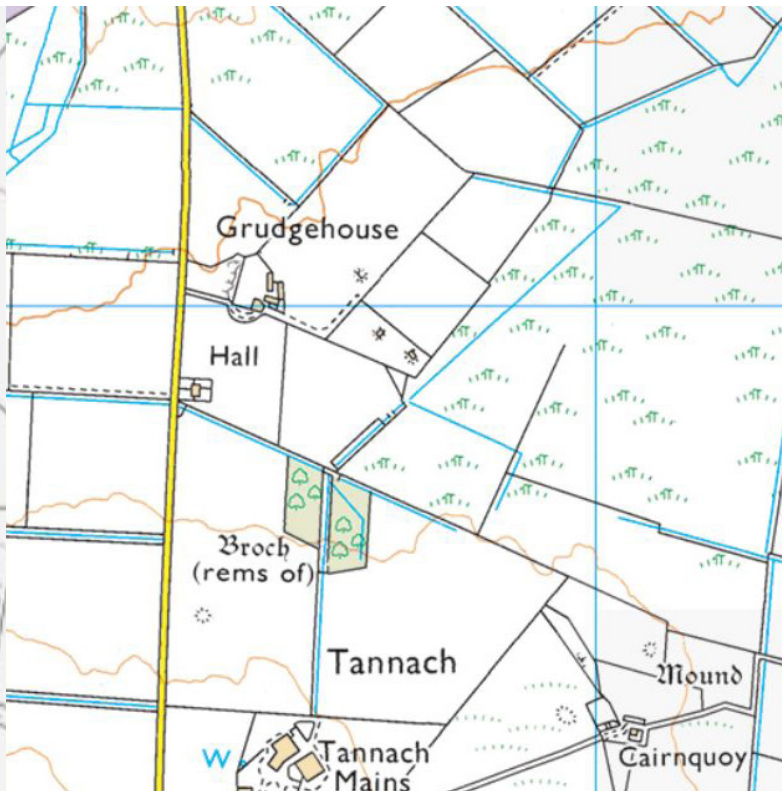 Grudgehouse
Hall
Broch
(rems of)
Tannach
Mound
W
Tannach
Mains
Cairnquoy